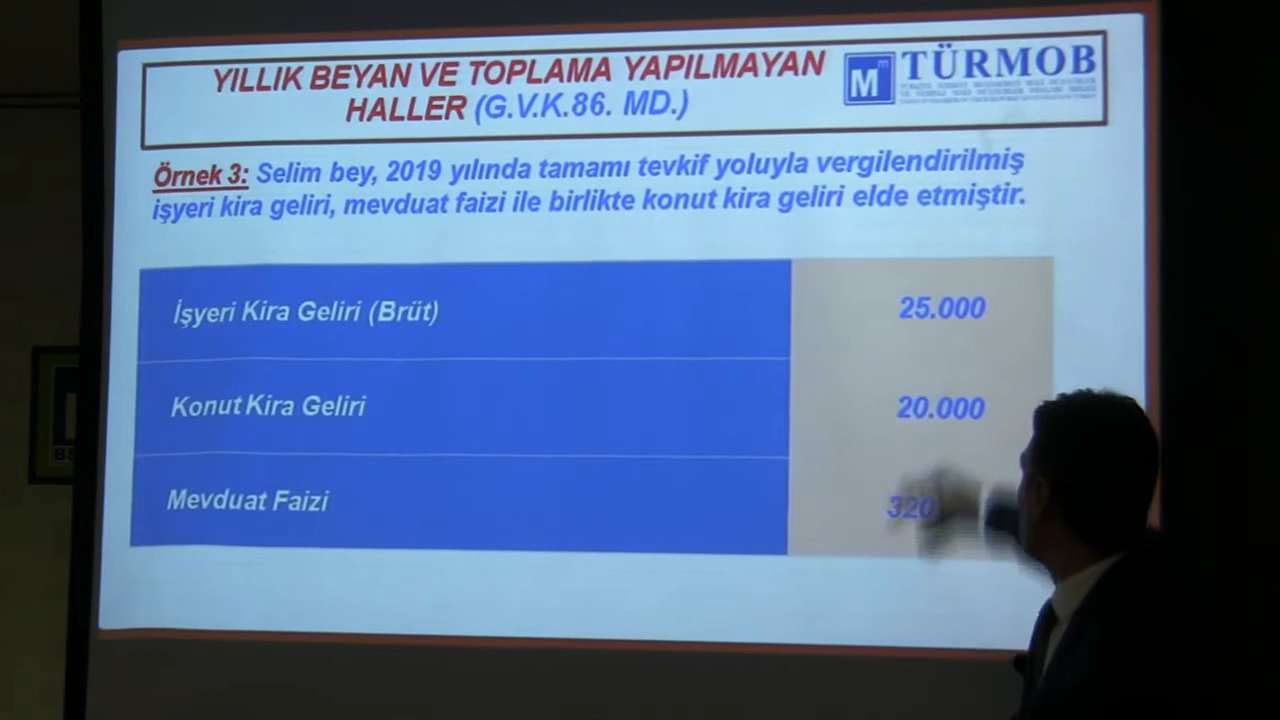 YILLIK BEYAN VE TOPLAMA YAPILMAYAN
HALLER (G.V.K.86. MD.)
TÜRMOB
Örnek 3: Selim bey, 2019 yılında tamamı tevkif yoluyla vergilendirilmiş
işyeri kira geliri, mevduat faizi ile birlikte konut kira geliri elde etmiştir.
İşyeri Kira Geliri (Brüt) 25.000
Konut Kira Geliri 20.000
Mevduat Faizi 320